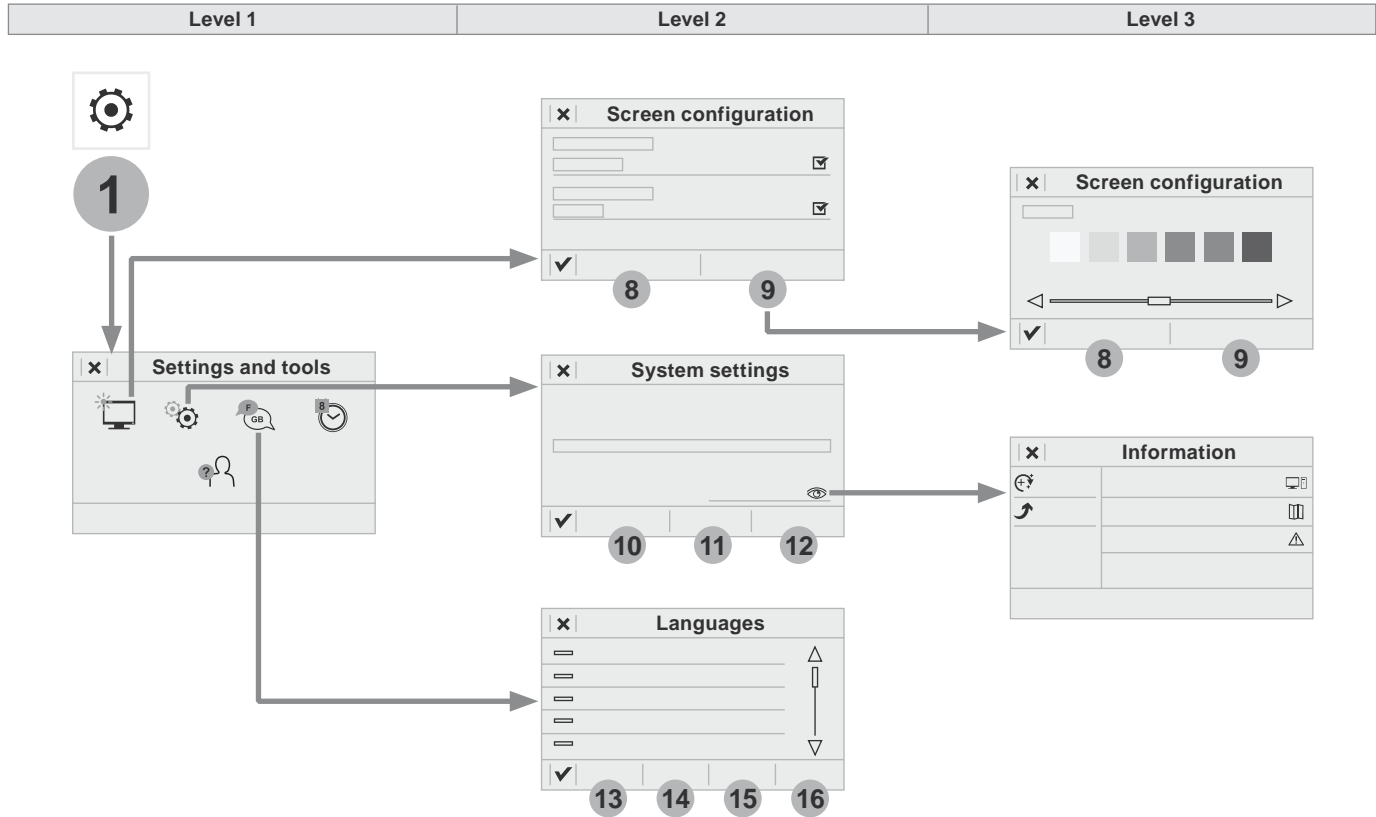 Level 1
Level 2
Level 3
1
Settings and tools
F
GB
8
?
Screen configuration
8
9
System settings
10
11
12
Languages
13
14
15
16
Screen configuration
8
9
Information